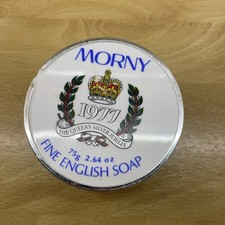 MORNY
1977
THE QUEEN'S SILVER JUBILEE
75g 2.64 oz
FINE ENGLISH SOAP